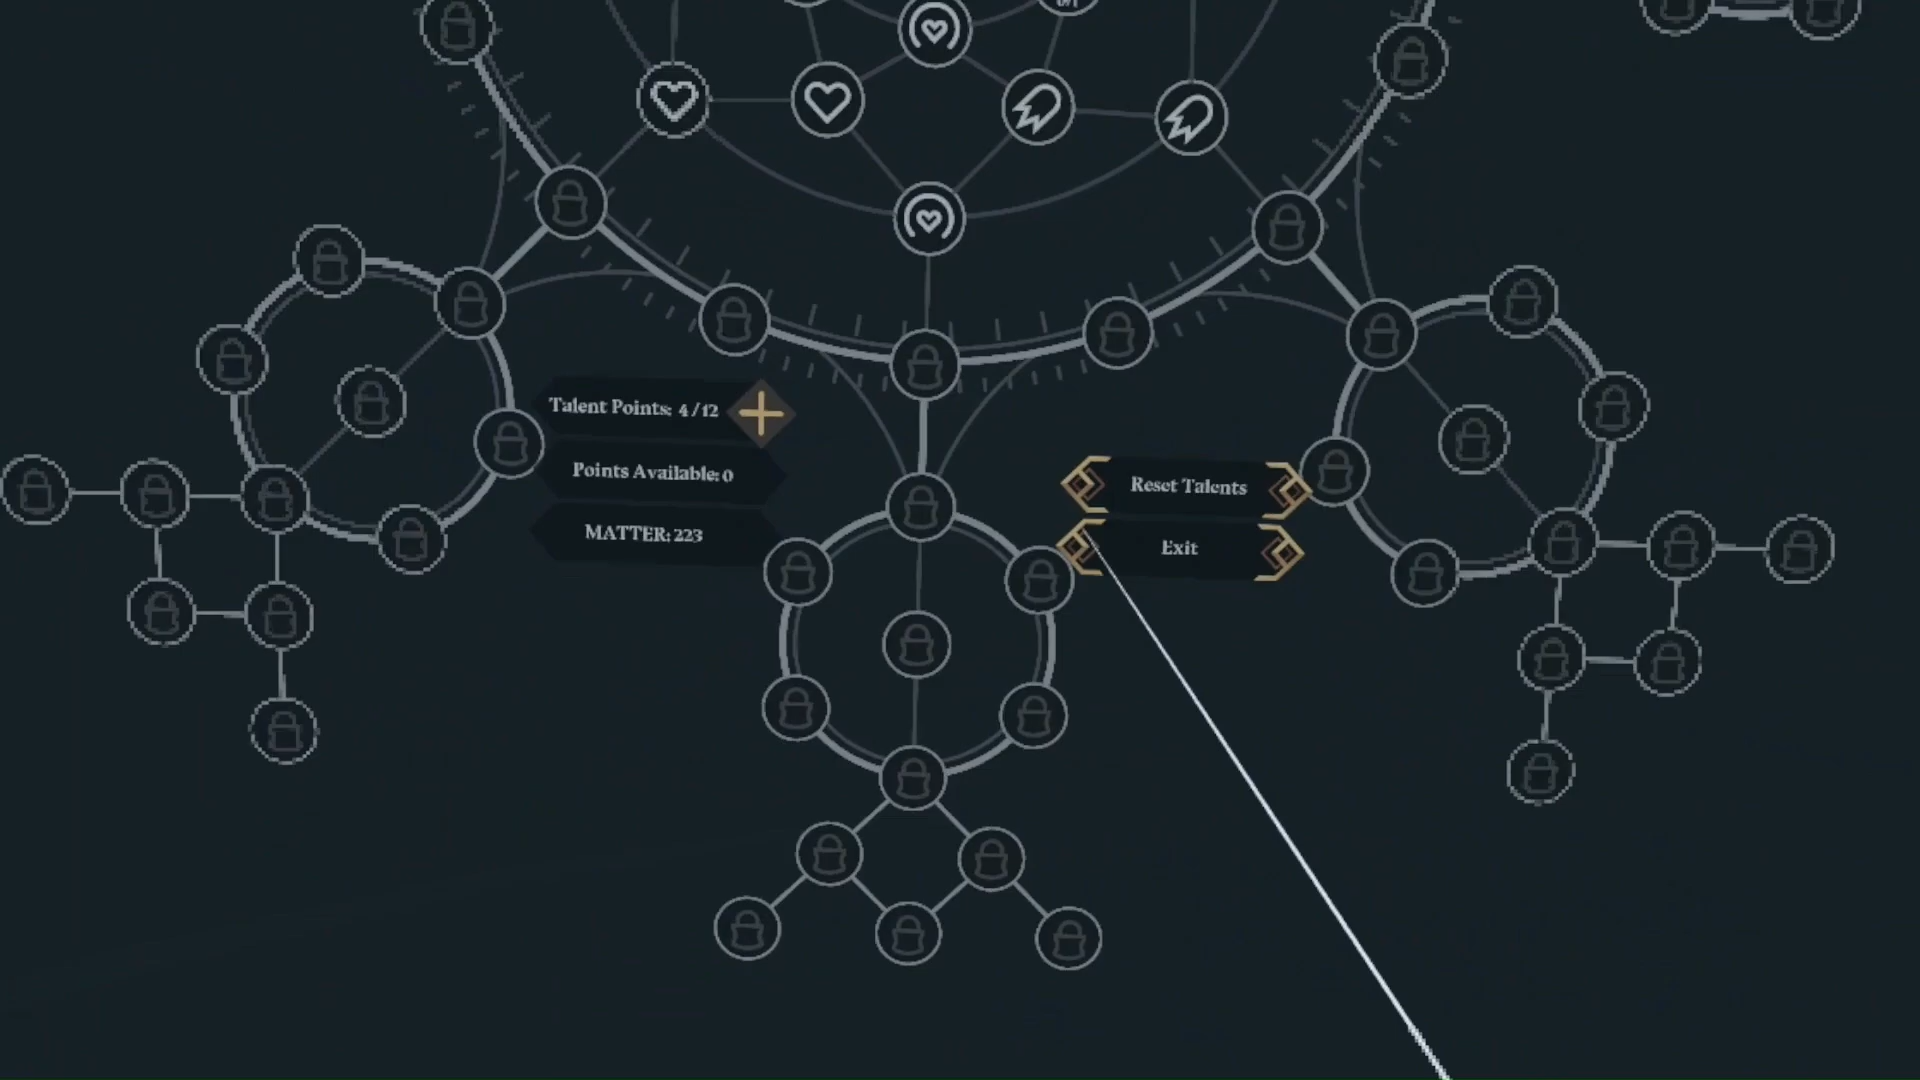 Talent Points: 4 / 12
Points Available: 0
MATTER: 223
Reset Talents
Exit